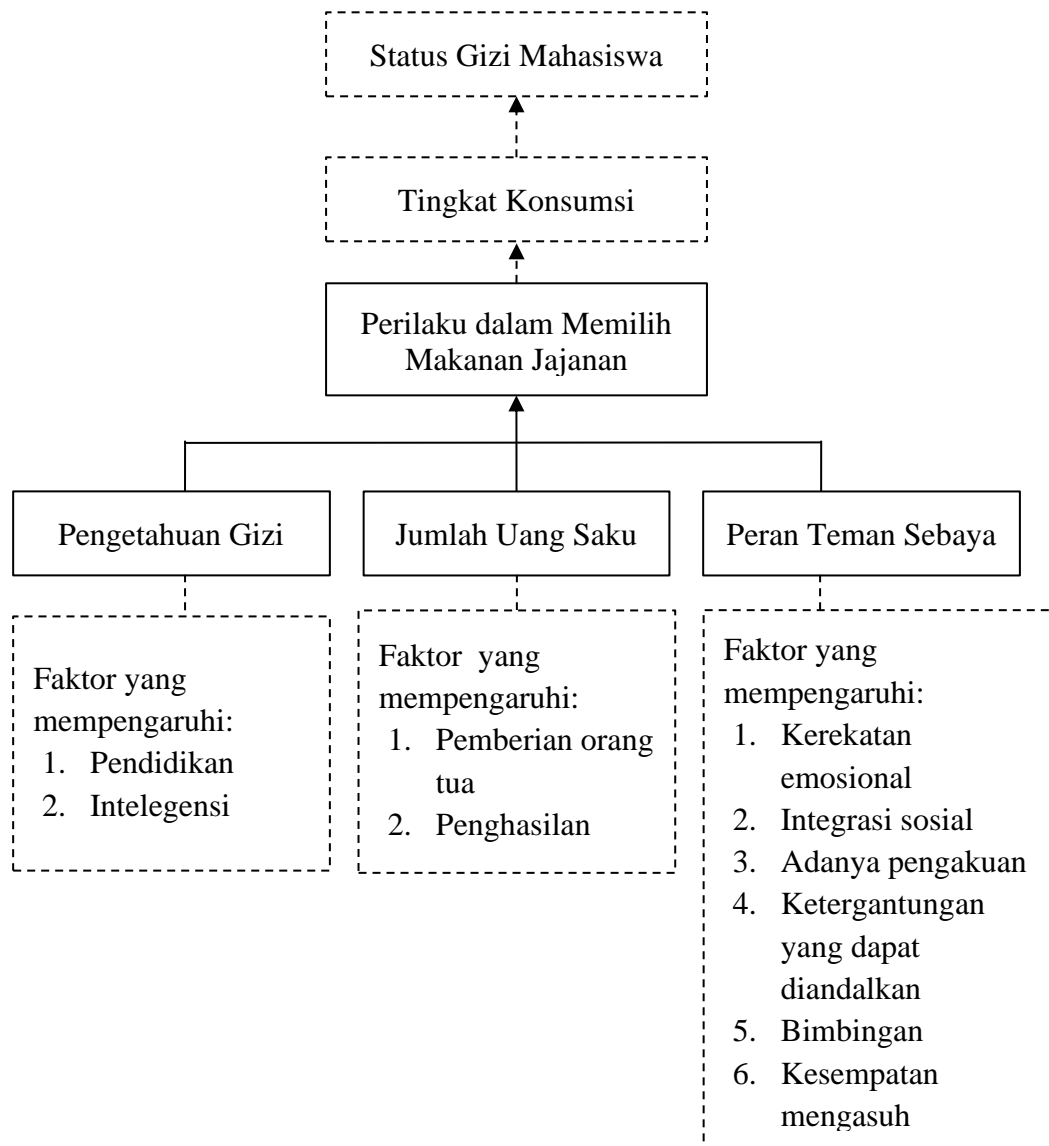 Status Gizi Mahasiswa
Tingkat Konsumsi
Perilaku dalam Memilih
Makanan Jajanan
Pengetahuan Gizi
Jumlah Uang Saku
Peran Teman Sebaya
Faktor yang
mempengaruhi:
1. Pendidikan
2. Intelegensi
Faktor yang
mempengaruhi:
1. Pemberian orang
tua
2. Penghasilan
Faktor yang
mempengaruhi:
1. Kerekatan
emosional
2. Integrasi sosial
3. Adanya pengakuan
4. Ketergantungan
yang dapat
diandalkan
5. Bimbingan
6. Kesempatan
mengasuh